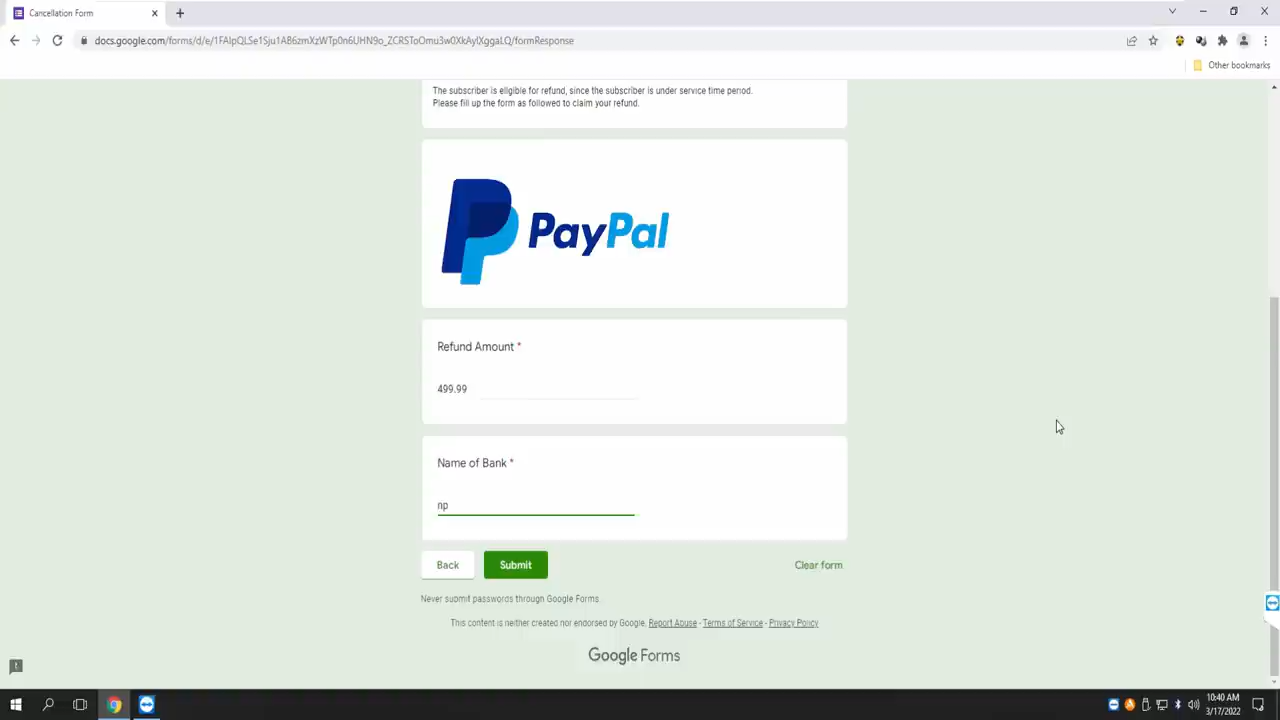 Cancellation Form
docs.google.com/forms/d/e/1FAIpQLSe1Sju1AB6zmXzWTp0n6UHN9o_ZCRSToOmu3w0XkAylXggaLQ/formResponse
Other bookmarks
The subscriber is eligible for refund, since the subscriber is under service time period.
Please fill up the form as followed to claim your refund.
PayPal
Refund Amount *
499.99
Name of Bank *
np
Back
Submit
Clear form
Never submit passwords through Google Forms.
This content is neither created nor endorsed by Google. Report Abuse - Terms of Service - Privacy Policy
Google Forms
10:40 AM
3/17/2022